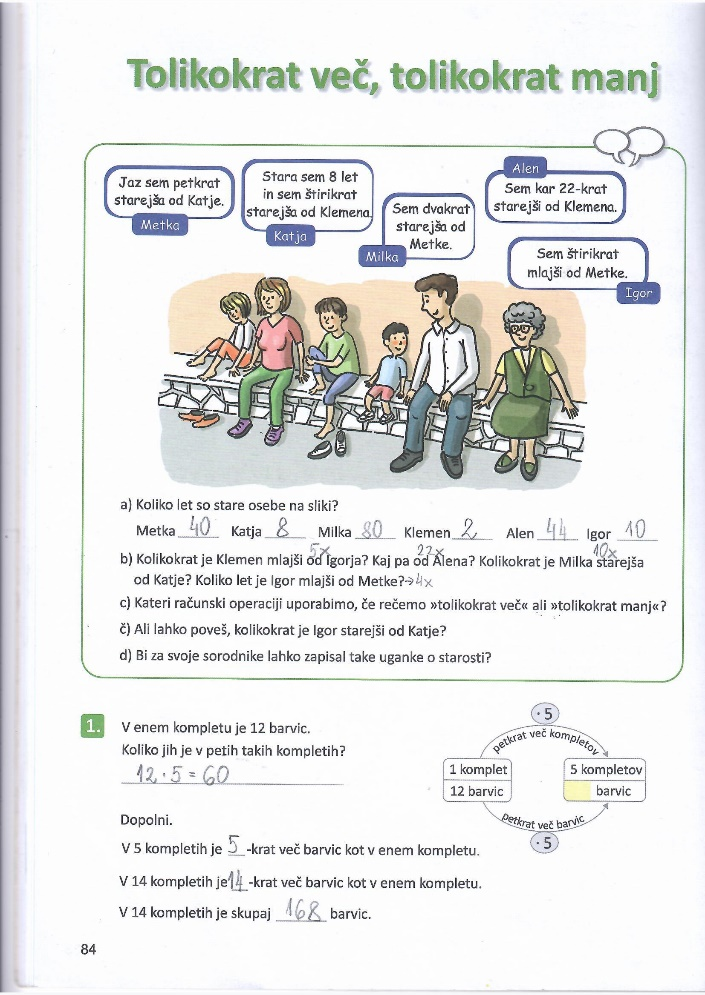 Tolikokrat več, tolikokrat manj
Jaz sem petkrat
starejša od Katje.
Metka
Stara sem 8 let
in sem štirikrat
starejša od Klemena.
Katja
Sem dvakrat
starejša od
Metke.
Milka
Alen
Sem kar 22-krat
starejši od Klemena.
Sem štirikrat
mlajši od Metke.
Igor
a) Koliko let so stare osebe na sliki?
Metka 40 Katja 8 Milka 80 Klemen 2 Alen 44 Igor 10
5x 22x 10x
b) Kolikokrat je Klemen mlajši od Igorja? Kaj pa od Alena? Kolikokrat je Milka starejša
od Katje? Koliko let je Igor mlajši od Metke?→4x
c) Kateri računski operaciji uporabimo, če rečemo »tolikokrat več« ali »tolikokrat manj«?
č) Ali lahko poveš, kolikokrat je Igor starejši od Katje?
d) Bi za svoje sorodnike lahko zapisal take uganke o starosti?
1. V enem kompletu je 12 barvic.
Koliko jih je v petih takih kompletih?
12 · 5 = 60
· 5
petkrat več kompletov
1 komplet 5 kompletov
12 barvic barvic
petkrat več barvic
· 5
Dopolni.
V 5 kompletih je 5 -krat več barvic kot v enem kompletu.
V 14 kompletih je 14 -krat več barvic kot v enem kompletu.
V 14 kompletih je skupaj 168 barvic.
84